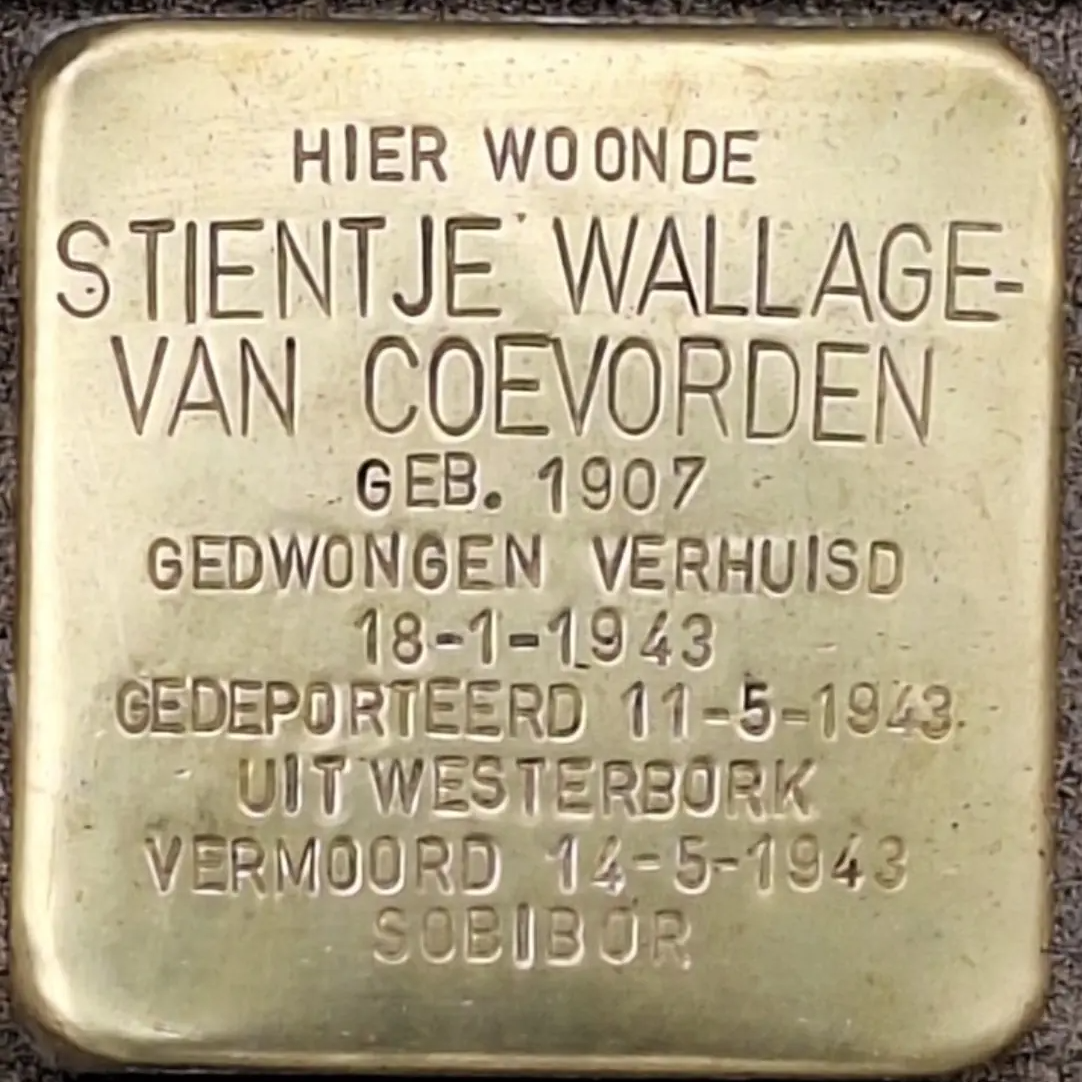 HIER WOONDE
STIENTJE WALLAGE-
VAN COEVORDEN
GEB. 1907
GEDWONGEN VERHUISD
18-1-1943
GEDEPORTEERD 11-5-1943
UIT WESTERBORK
VERMOORD 14-5-1943
SOBIBOR